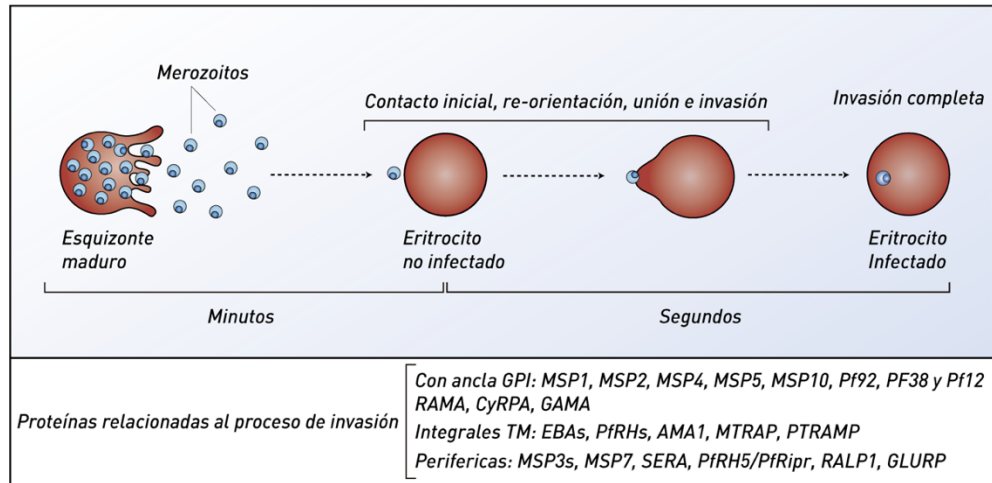 Merozoitos
Contacto inicial, re-orientación, unión e invasión
Invasión completa
Esquizonte
maduro
Eritrocito
no infectado
Eritrocito
Infectado
Minutos
Segundos
Proteínas relacionadas al proceso de invasión
Con ancla GPI: MSP1, MSP2, MSP4, MSP5, MSP10, Pf92, PF38 y Pf12
RAMA, CyRPA, GAMA
Integrales TM: EBAs, PfRHs, AMA1, MTRAP, PTRAMP
Perifericas: MSP3s, MSP7, SERA, PfRH5/PfRipr, RALP1, GLURP